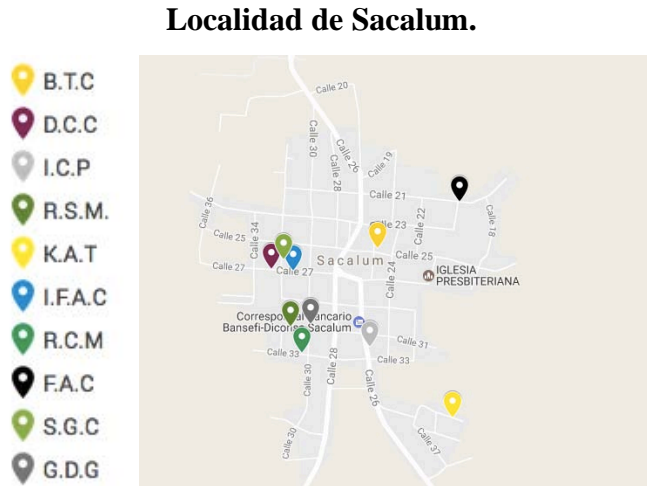 Localidad de Sacalum.
B.T.C
D.C.C
I.C.P
R.S.M.
K.A.T
I.F.A.C
R.C.M
F.A.C
S.G.C
G.D.G
Calle 20
Calle 30
Calle 26
Calle 28
Calle 19
Calle 21
Calle 36
Calle 34
Calle 23
Calle 22
Calle 18
Calle 25
Calle 25
Sacalum
Calle 24
Calle 27
Calle 27
IGLESIA
PRESBITERIANA
Corresponsal Bancario
Bansefi-Diconsa Sacalum
Calle 31
Calle 33
Calle 33
Calle 30
Calle 28
Calle 26
Calle 30
Calle 37